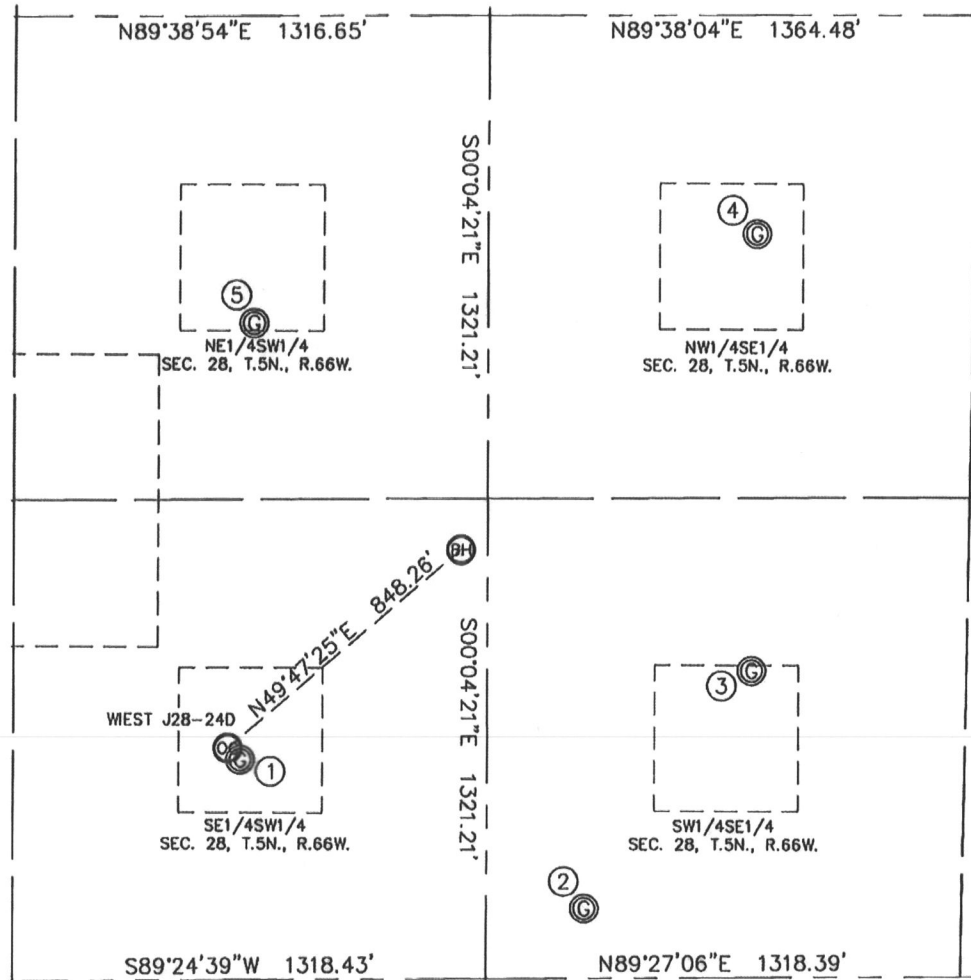 N89°38'54"E 1316.65'
N89°38'04"E 1364.48'
S00°04'21"E 1321.21'
4
G
5
G
NE1/4SW1/4
SEC. 28, T.5N., R.66W.
NW1/4SE1/4
SEC. 28, T.5N., R.66W.
BH
N49°47'25"E 848.26'
S00°04'21"E 1321.21'
WIEST J28-24D
G
1
G
3
SE1/4SW1/4
SEC. 28, T.5N., R.66W.
SW1/4SE1/4
SEC. 28, T.5N., R.66W.
2
G
S89°24'39"W 1318.43'
N89°27'06"E 1318.39'